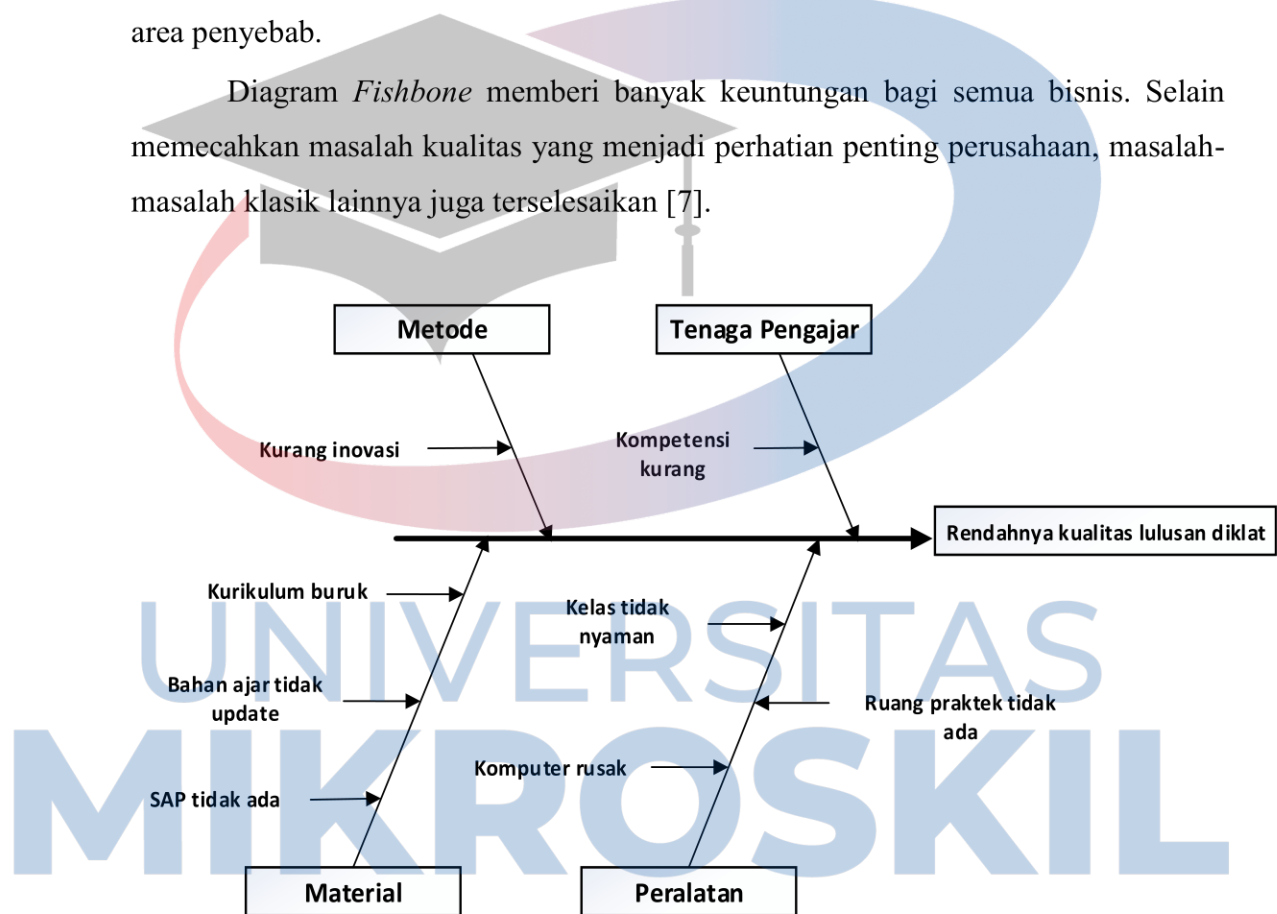 area penyebab.
Diagram Fishbone memberi banyak keuntungan bagi semua bisnis. Selain
memecahkan masalah kualitas yang menjadi perhatian penting perusahaan, masalah-
masalah klasik lainnya juga terselesaikan [7].
Metode
Tenaga Pengajar
Kurang inovasi
Kompetensi
kurang
Rendahnya kualitas lulusan diklat
Kurikulum buruk
Kelas tidak
nyaman
Bahan ajar tidak
update
Ruang praktek tidak
ada
Komputer rusak
SAP tidak ada
Material
Peralatan
UNIVERSITAS
MIKROSKIL